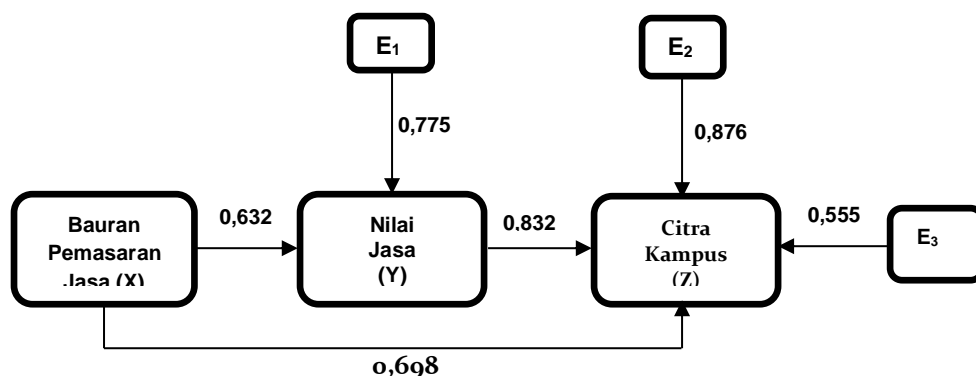 E1
E2
0,775
0,876
Bauran
Pemasaran
Jasa (X)
0,632
Nilai
Jasa
(Y)
0.832
Citra
Kampus
(Z)
0,555
E3
0,698